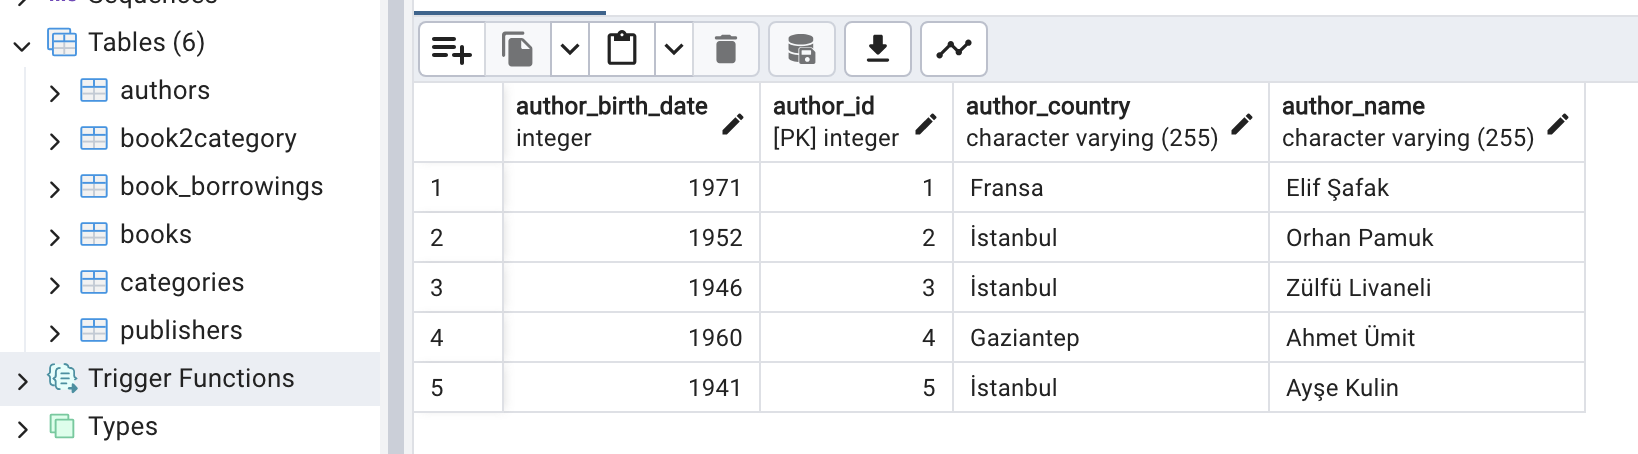 Sequences
Tables (6)
authors
book2category
book_borrowings
books
categories
publishers
Trigger Functions
Types
author_birth_date author_id author_country author_name
integer [PK] integer character varying (255) character varying (255)
1 1971 1 Fransa Elif Şafak
2 1952 2 İstanbul Orhan Pamuk
3 1946 3 İstanbul Zülfü Livaneli
4 1960 4 Gaziantep Ahmet Ümit
5 1941 5 İstanbul Ayşe Kulin